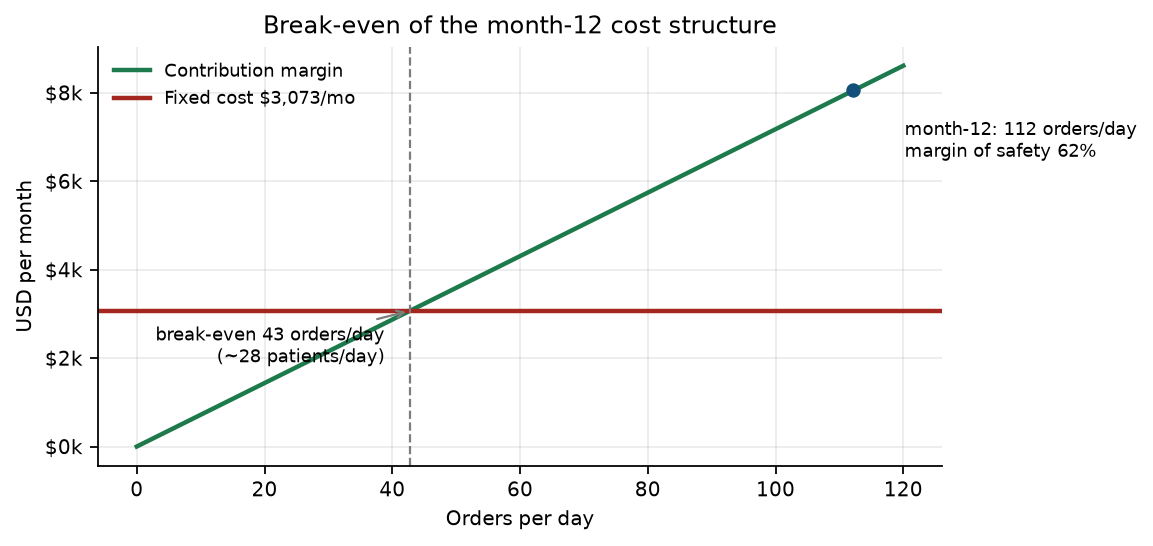 Break-even of the month-12 cost structure
Contribution margin
Fixed cost $3,073/mo
$8k
$6k
$4k
$2k
$0k
USD per month
month-12: 112 orders/day
margin of safety 62%
break-even 43 orders/day
(~28 patients/day)
0 20 40 60 80 100 120
Orders per day